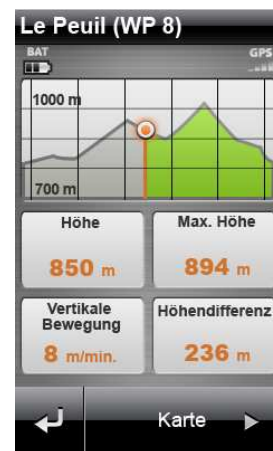 Le Peuil (WP 8)
BAT
GPS
1000 m
700 m
Höhe
850 m
Max. Höhe
894 m
Vertikale
Bewegung
8 m/min.
Höhendifferenz
236 m
Karte